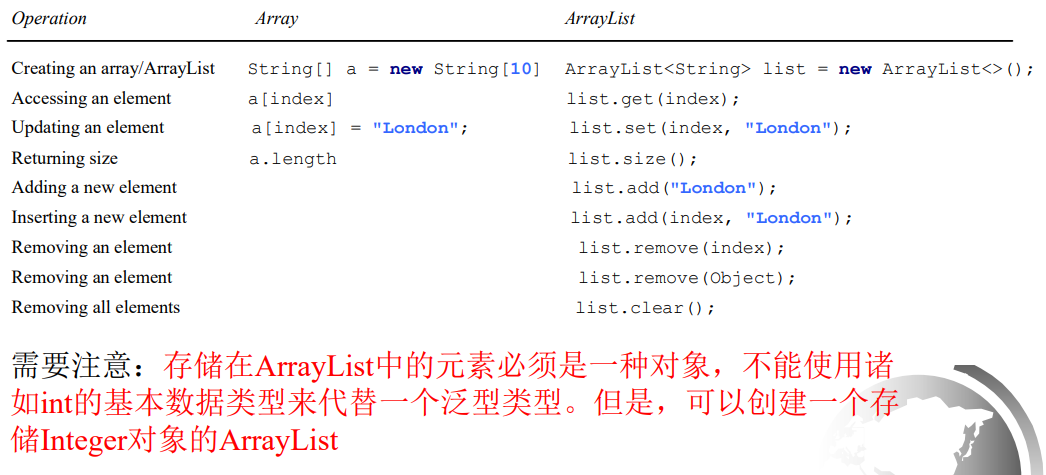 Operation Array ArrayList
Creating an array/ArrayList String[] a = new String[10] ArrayList<String> list = new ArrayList<>();
Accessing an element a[index] list.get(index);
Updating an element a[index] = "London"; list.set(index, "London");
Returning size a.length list.size();
Adding a new element list.add("London");
Inserting a new element list.add(index, "London");
Removing an element list.remove(index);
Removing an element list.remove(Object);
Removing all elements list.clear();
需要注意：存储在ArrayList中的元素必须是一种对象，不能使用诸
如int的基本数据类型来代替一个泛型类型。但是，可以创建一个存
储Integer对象的ArrayList